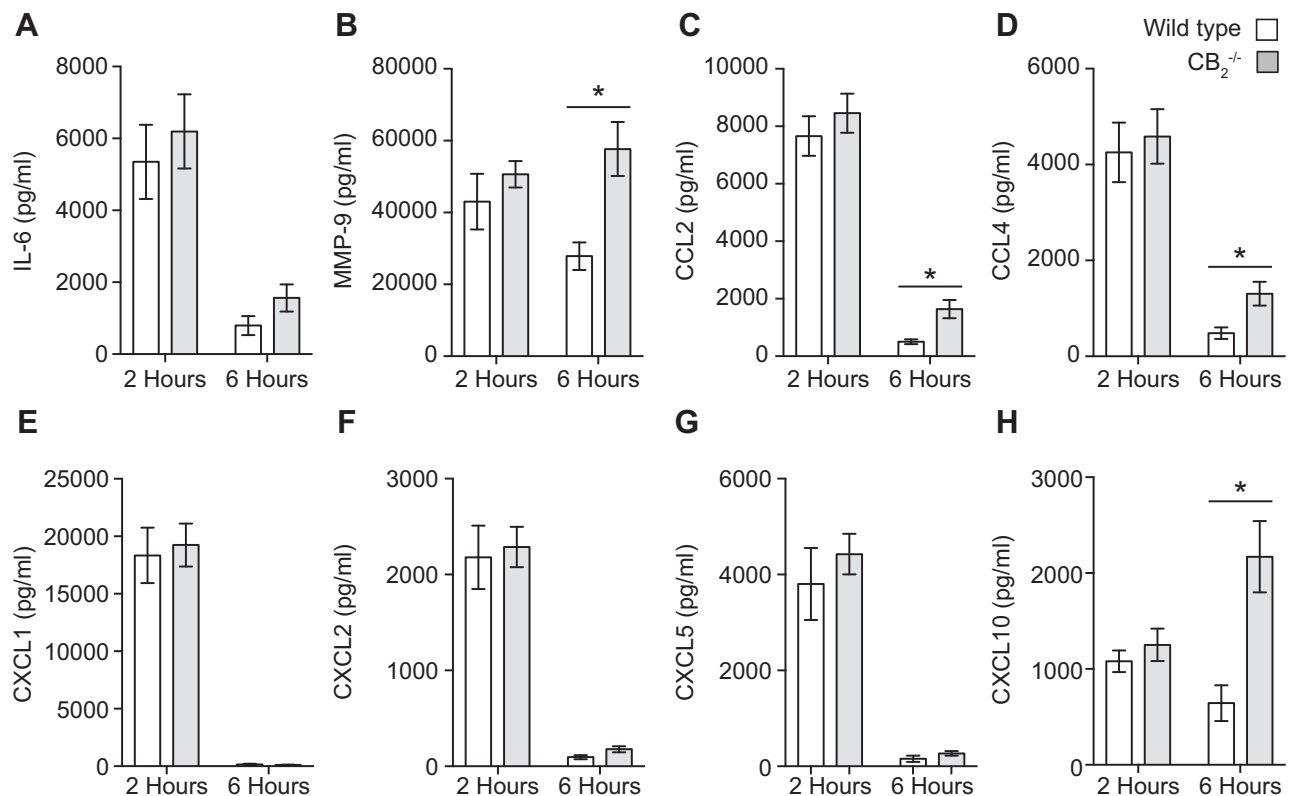 A
B
C
D
Wild type
CB₂⁻/⁻
IL-6 (pg/ml)
8000
6000
4000
2000
0
2 Hours 6 Hours
MMP-9 (pg/ml)
80000
60000
40000
20000
0
*
2 Hours 6 Hours
CCL2 (pg/ml)
10000
8000
6000
4000
2000
0
*
2 Hours 6 Hours
CCL4 (pg/ml)
6000
4000
2000
0
*
2 Hours 6 Hours
E
F
G
H
CXCL1 (pg/ml)
25000
20000
15000
10000
5000
0
2 Hours 6 Hours
CXCL2 (pg/ml)
3000
2000
1000
0
2 Hours 6 Hours
CXCL5 (pg/ml)
6000
4000
2000
0
2 Hours 6 Hours
CXCL10 (pg/ml)
3000
2000
1000
0
*
2 Hours 6 Hours